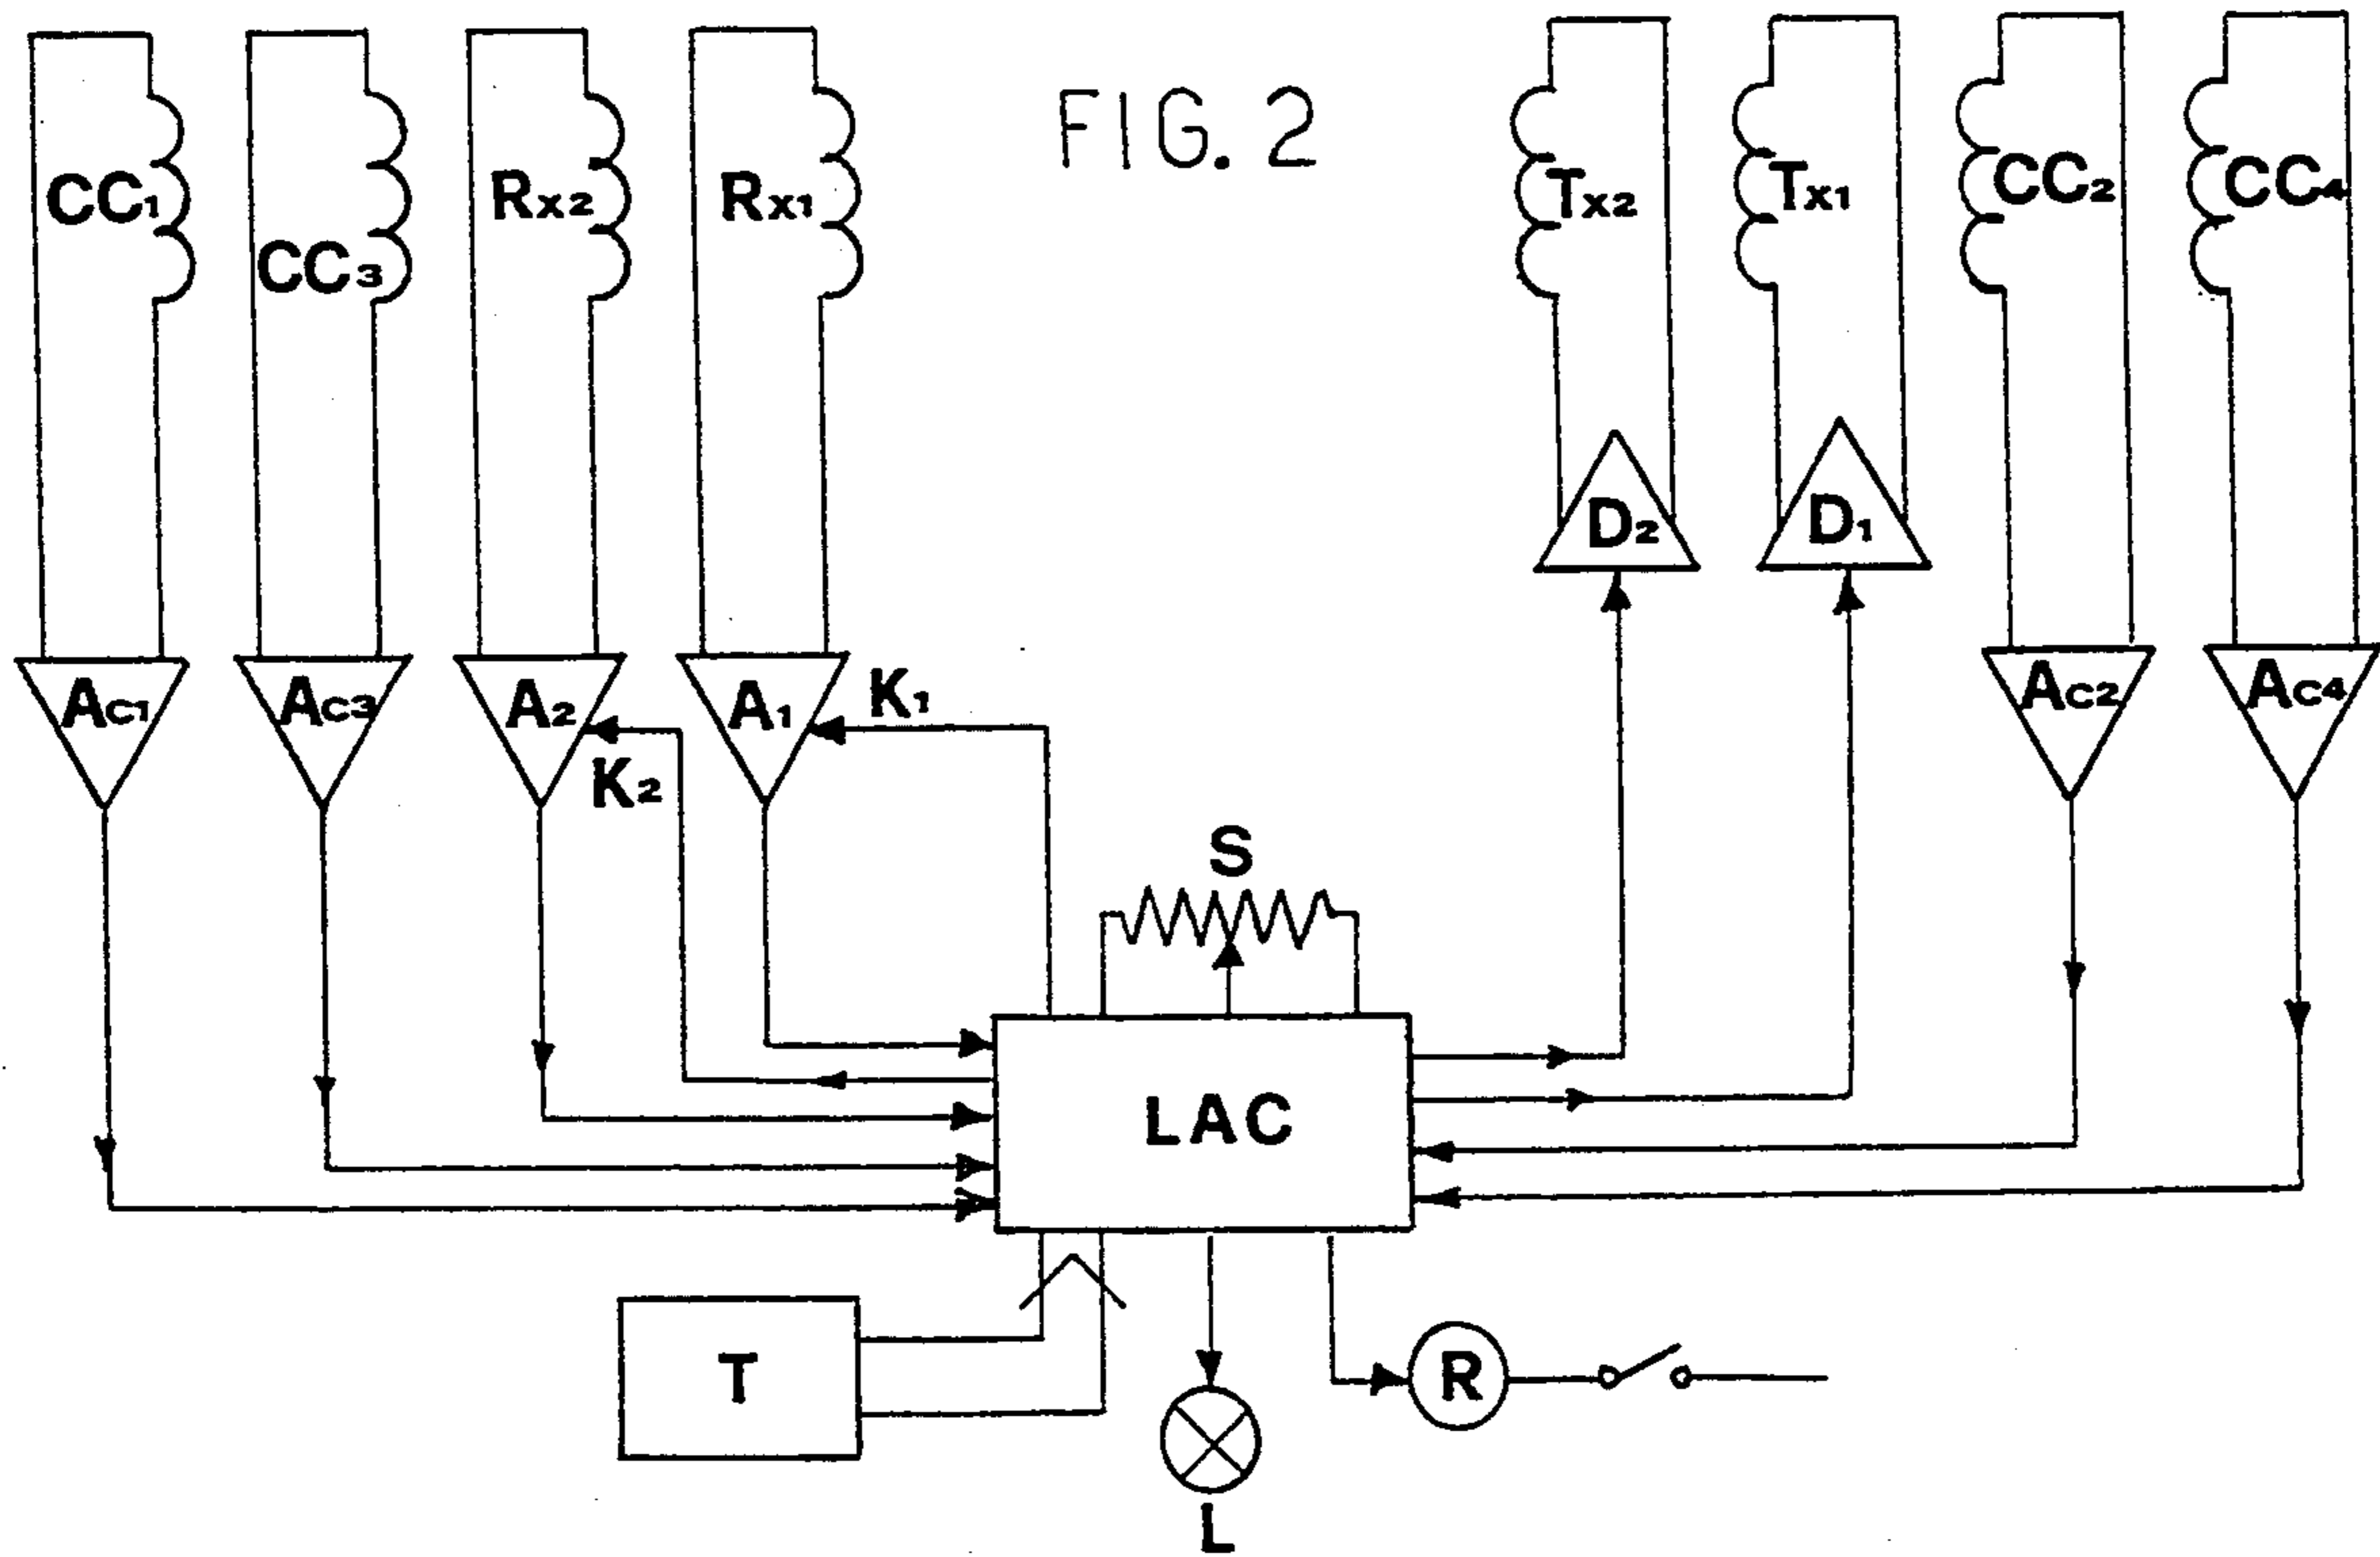 FIG. 2
CC1
CC3
Rx2
Rx1
Tx2
Tx1
CC2
CC4
D2
D1
AC1
AC3
A2
A1
K1
K2
AC2
AC4
S
LAC
T
R
L